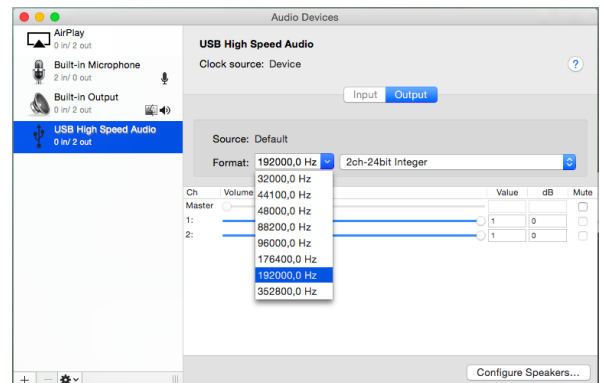 Audio Devices
AirPlay
0 in/ 2 out
Built-in Microphone
2 in/ 0 out
Built-in Output
0 in/ 2 out
USB High Speed Audio
0 in/ 2 out
USB High Speed Audio
Clock source: Device
?
Input Output
Source: Default
Format: 192000,0 Hz 2ch-24bit Integer
32000,0 Hz
44100,0 Hz
48000,0 Hz
88200,0 Hz
96000,0 Hz
176400,0 Hz
192000,0 Hz
352800,0 Hz
Ch Volume Value dB Mute
Master
1: 1 0
2: 1 0
Configure Speakers...